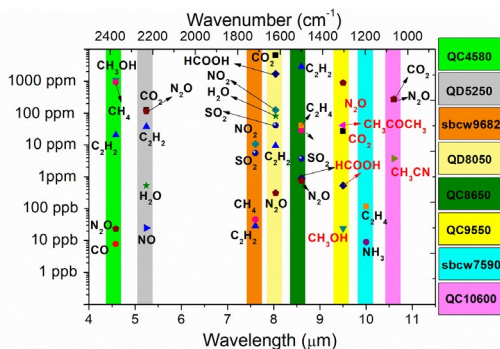 Wavenumber (cm⁻¹)
2400 2200 2000 1800 1600 1400 1200 1000
HCOOH
CO₂
CH₃OH
NO₂
C₂H₂
CO₂
1000 ppm
CO₂
N₂O
H₂O
N₂O
N₂O
100 ppm
CH₄
SO₂
C₂H₄
CH₃COCH₃
C₂H₂
C₂H₂
NO₂
CO₂
10 ppm
SO₂
C₂H₂
SO₂
HCOOH
CH₃CN
1ppm
H₂O
N₂O
N₂O
100 ppb
CH₄
C₂H₄
N₂O
C₂H₂
CH₃OH
10 ppb
CO
NO
NH₃
1 ppb
4 5 6 7 8 9 10 11
Wavelength (μm)
QC4580
QD5250
sbcw9682
QD8050
QC8650
QC9550
sbcw7590
QC10600